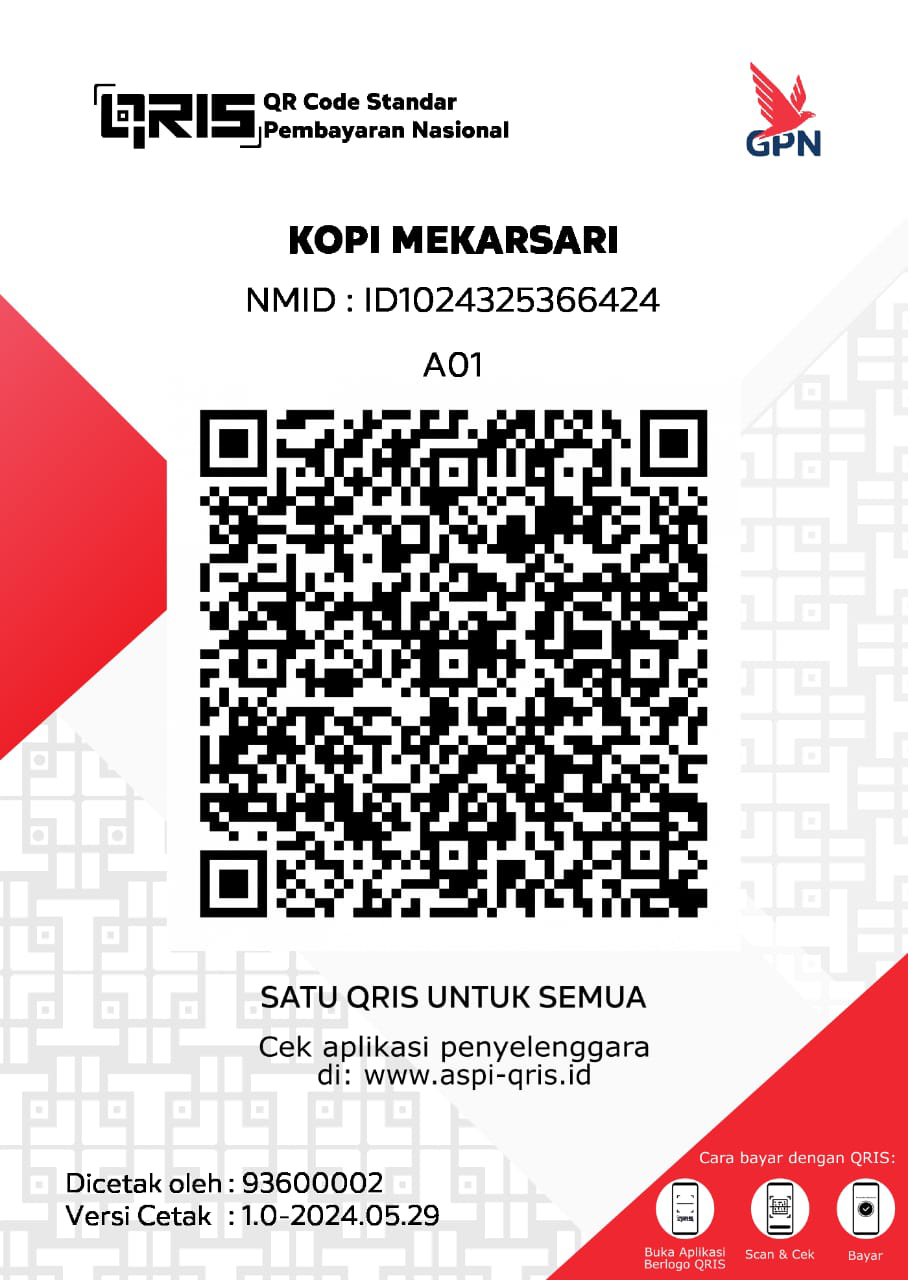 QRIS
QR Code Standar
Pembayaran Nasional
GPN
KOPI MEKARSARI
NMID : ID1024325366424
A01
SATU QRIS UNTUK SEMUA
Cek aplikasi penyelenggara
di: www.aspi-qris.id
Dicetak oleh : 93600002
Versi Cetak : 1.0-2024.05.29
Cara bayar dengan QRIS:
Buka Aplikasi
Berlogo QRIS
Scan & Cek
Bayar